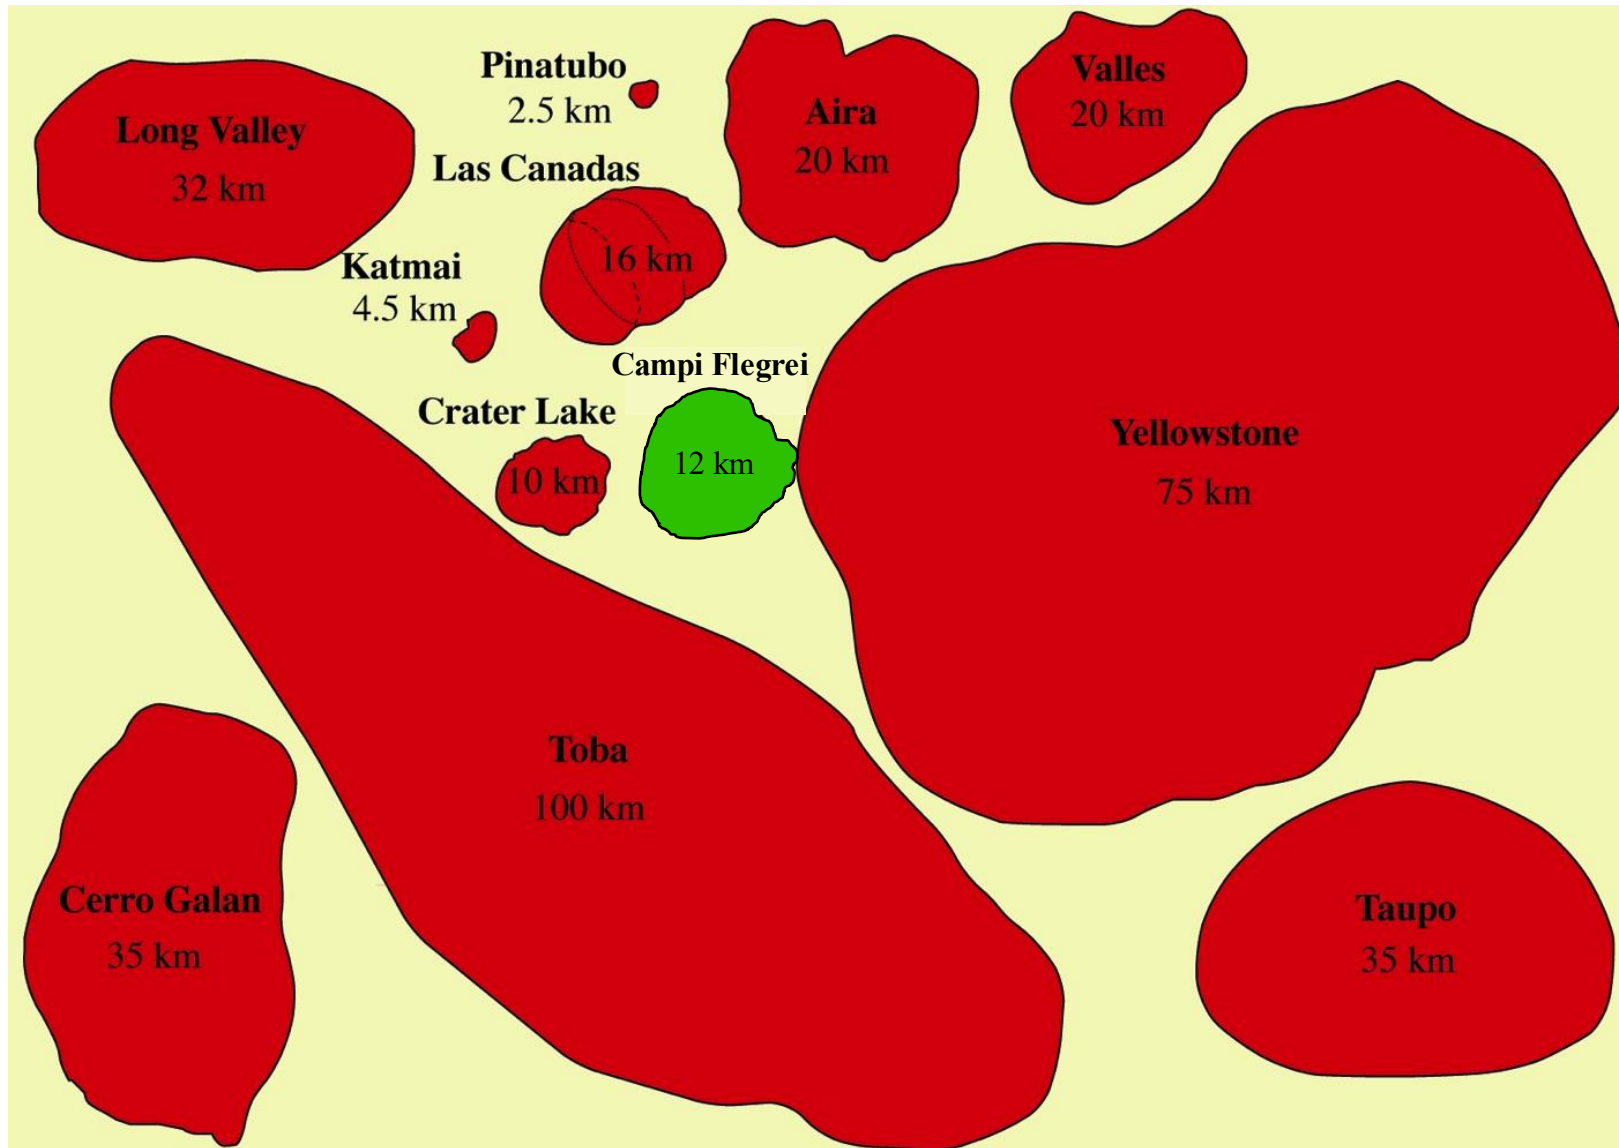 Pinatubo
2.5 km
Valles
20 km
Aira
20 km
Long Valley
32 km
Las Canadas
16 km
Katmai
4.5 km
Campi Flegrei
12 km
Crater Lake
10 km
Yellowstone
75 km
Toba
100 km
Cerro Galan
35 km
Taupo
35 km